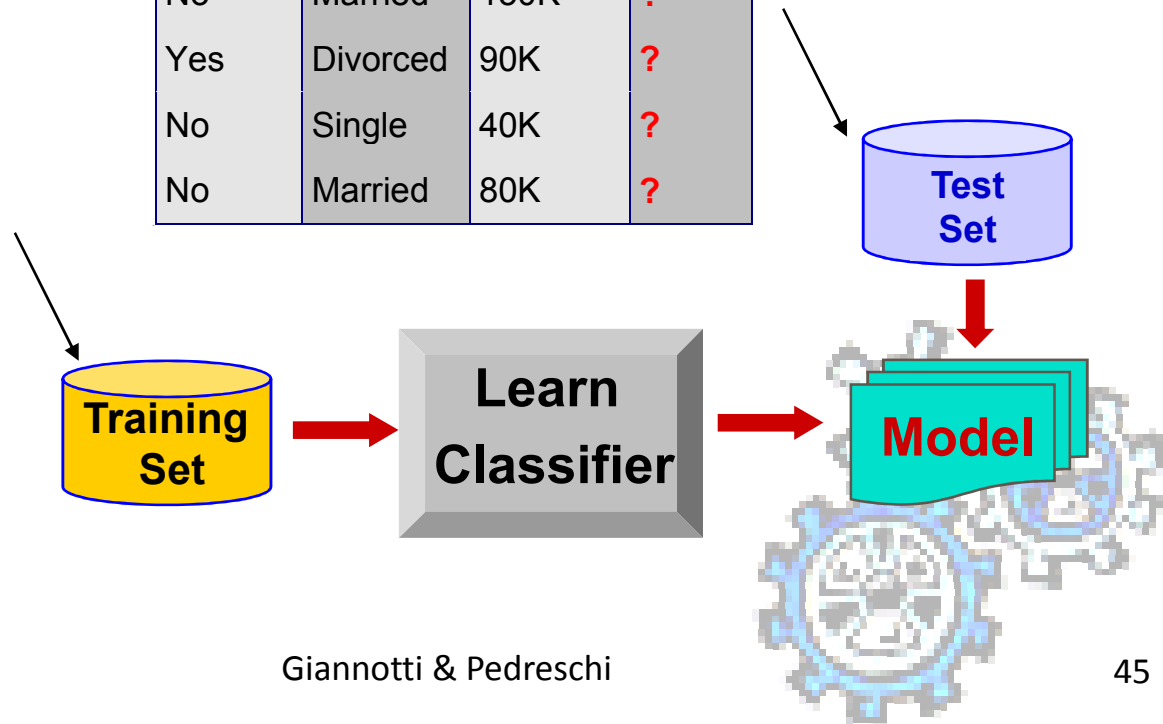 Yes Divorced 90K ?
No Single 40K ?
No Married 80K ?
Test
Set
Training
Set
Learn
Classifier
Model
Giannotti & Pedreschi 45